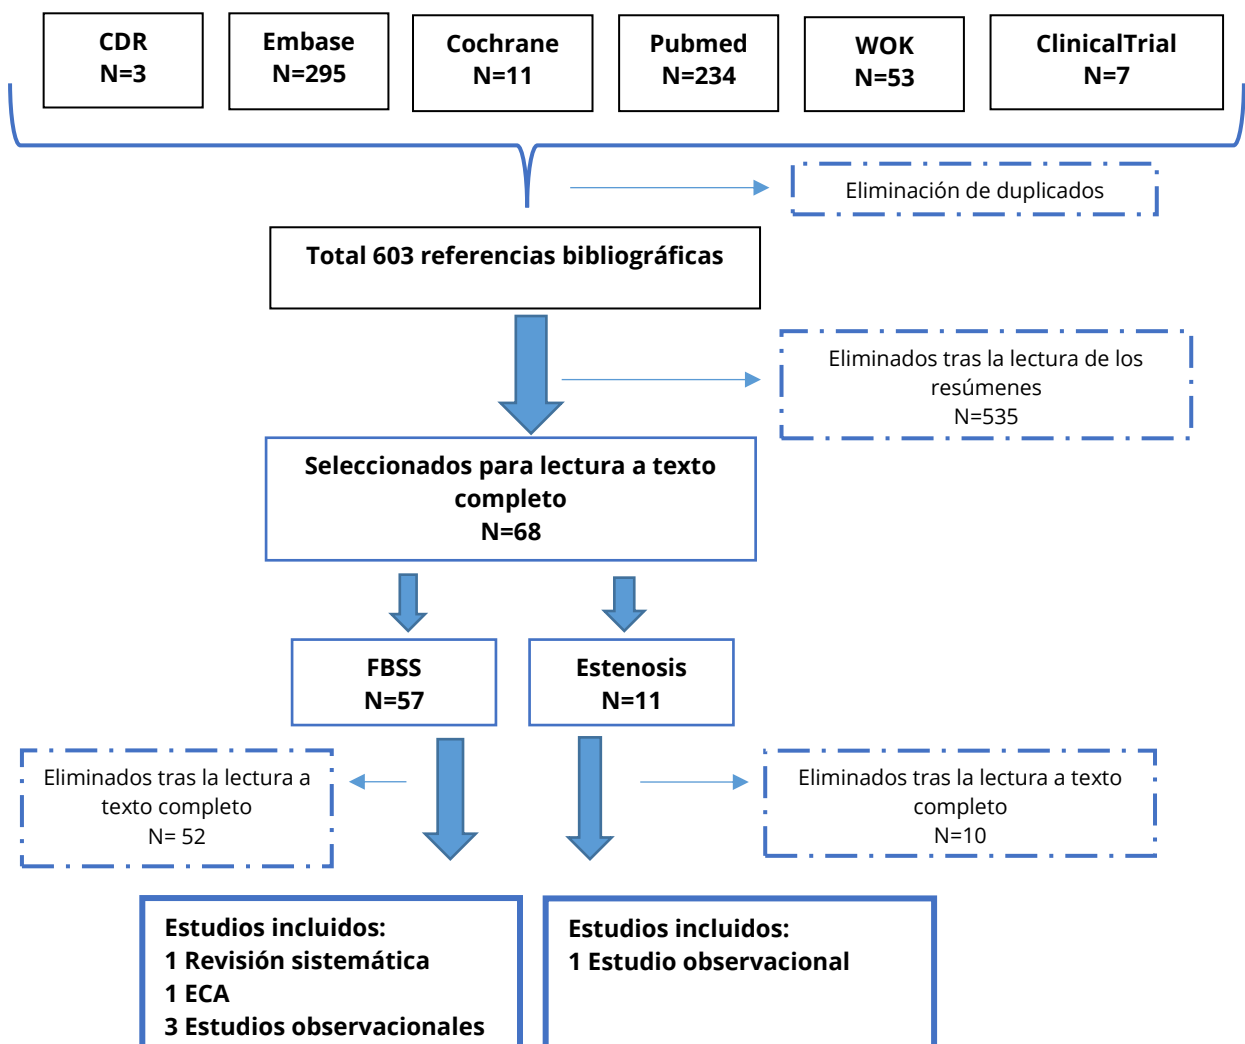 CDR
N=3
Embase
N=295
Cochrane
N=11
Pubmed
N=234
WOK
N=53
ClinicalTrial
N=7
Eliminación de duplicados
Total 603 referencias bibliográficas
Eliminados tras la lectura de los
resúmenes
N=535
Seleccionados para lectura a texto
completo
N=68
FBSS
N=57
Estenosis
N=11
Eliminados tras la lectura a
texto completo
N= 52
Eliminados tras la lectura a texto
completo
N=10
Estudios incluidos:
1 Revisión sistemática
1 ECA
3 Estudios observacionales
Estudios incluidos:
1 Estudio observacional